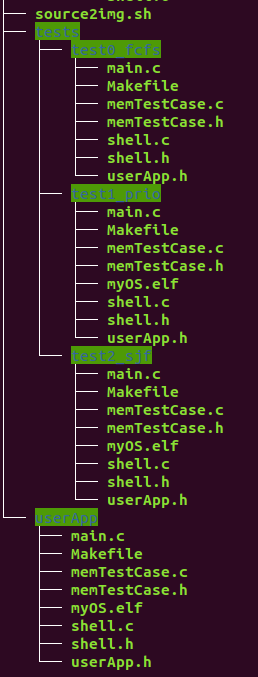 source2img.sh
tests
test0_fcfs
main.c
Makefile
memTestCase.c
memTestCase.h
shell.c
shell.h
userApp.h
test1_prio
main.c
Makefile
memTestCase.c
memTestCase.h
myOS.elf
shell.c
shell.h
userApp.h
test2_sjf
main.c
Makefile
memTestCase.c
memTestCase.h
myOS.elf
shell.c
shell.h
userApp.h
userApp
main.c
Makefile
memTestCase.c
memTestCase.h
myOS.elf
shell.c
shell.h
userApp.h